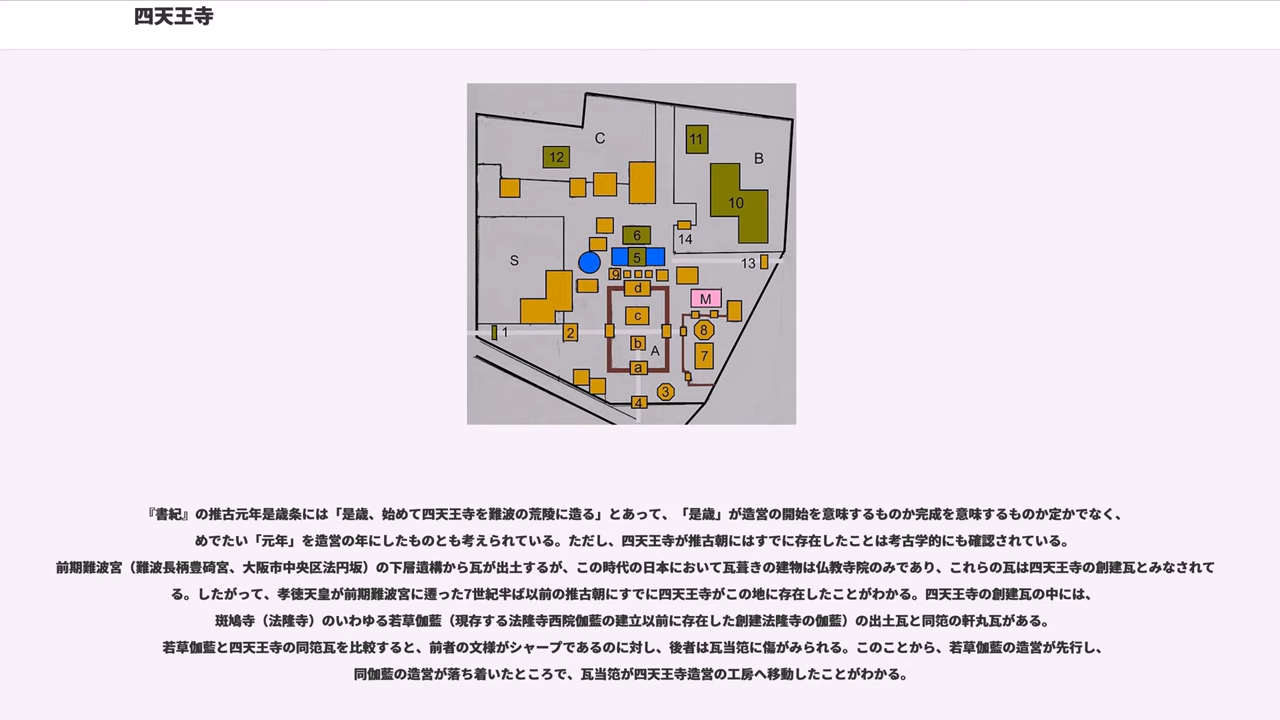 四天王寺
C
11
12
B
10
6
14
S
5
13
9
d
M
c
1
2
8
b
A
7
a
3
4
『書紀』の推古元年是歳条には「是歳、始めて四天王寺を難波の荒陵に造る」とあって、「是歳」が造営の開始を意味するものか完成を意味するものか定かでなく、
めでたい「元年」を造営の年にしたものとも考えられている。ただし、四天王寺が推古朝にはすでに存在したことは考古学的にも確認されている。
前期難波宮（難波長柄豊碕宮、大阪市中央区法円坂）の下層遺構から瓦が出土するが、この時代の日本において瓦葺きの建物は仏教寺院のみであり、これらの瓦は四天王寺の創建瓦とみなされて
る。したがって、孝徳天皇が前期難波宮に遷った7世紀半ば以前の推古朝にすでに四天王寺がこの地に存在したことがわかる。四天王寺の創建瓦の中には、
斑鳩寺（法隆寺）のいわゆる若草伽藍（現存する法隆寺西院伽藍の建立以前に存在した創建法隆寺の伽藍）の出土瓦と同笵の軒丸瓦がある。
若草伽藍と四天王寺の同笵瓦を比較すると、前者の文様がシャープであるのに対し、後者は瓦当笵に傷がみられる。このことから、若草伽藍の造営が先行し、
同伽藍の造営が落ち着いたところで、瓦当笵が四天王寺造営の工房へ移動したことがわかる。